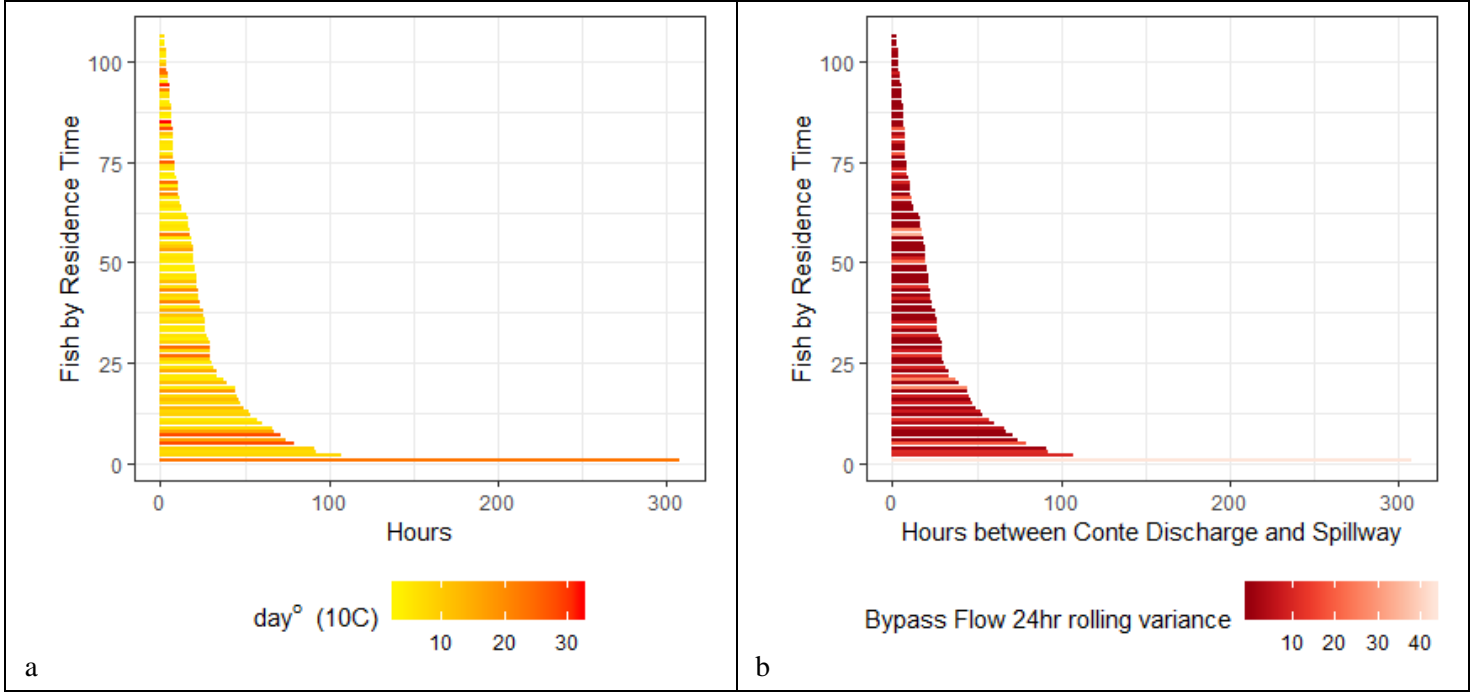 Fish by Residence Time
100
75
50
25
0
0 100 200 300
Hours
day° (10C)
10 20 30
a
Fish by Residence Time
100
75
50
25
0
0 100 200 300
Hours between Conte Discharge and Spillway
Bypass Flow 24hr rolling variance
10 20 30 40
b